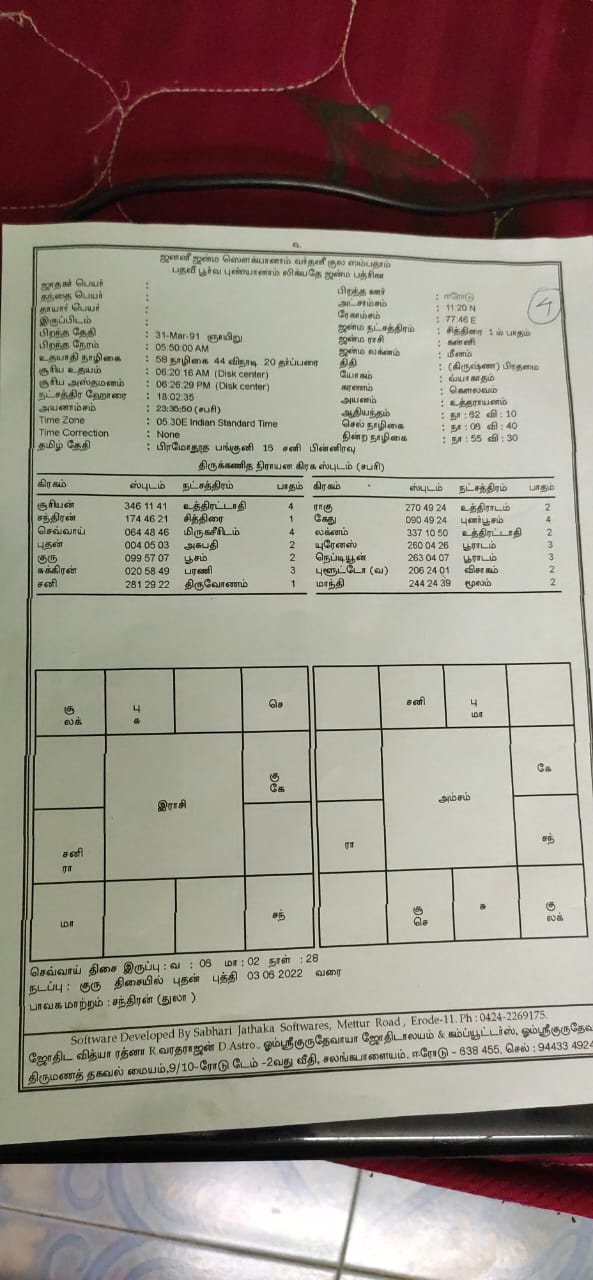 உ
ஜனனீ ஜன்ம ஸௌக்யானாம் வர்தனீ குல ஸம்பதாம்
பதவீ பூர்வ புண்யானாம் லிக்யதே ஜன்ம பத்ரிகா
ஜாதகர் பெயர் :
தந்தை பெயர் :
தாயார் பெயர் :
இருப்பிடம் :
பிறந்த தேதி : 31-Mar-91 ஞாயிறு
பிறந்த நேரம் : 05:50:00 AM
உதயாதி நாழிகை : 58 நாழிகை 44 விநாடி 20 தர்ப்பரை
சூரிய உதயம் : 06:20:16 AM (Disk center)
சூரிய அஸ்தமனம் : 06:26:29 PM (Disk center)
நட்சத்திர ஹோரை : 18:02:35
அயனாம்சம் : 23:35:50 (சபரி)
Time Zone : 05.30E Indian Standard Time
Time Correction : None
தமிழ் தேதி : பிரமோதூத பங்குனி 16 சனி பின்னிரவு
பிறந்த ஊர் : ஈரோடு
அட்சாம்சம் : 11.20 N
ரேகாம்சம் : 77.46 E
ஜன்ம நட்சத்திரம் : சித்திரை 1 ம் பாதம்
ஜன்ம ராசி : கன்னி
ஜன்ம லக்னம் : மீனம்
திதி : (கிருஷ்ண) பிரதமை
யோகம் : வ்யாகாதம்
கரணம் : கௌலவம்
அயனம் : உத்தராயனம்
ஆதியந்தம் : நா : 62 வி : 10
செல் நாழிகை : நா : 06 வி : 40
நின்ற நாழிகை : நா : 55 வி : 30
4
திருக்கணித நிராயன கிரக ஸ்புடம் (சபரி)
கிரகம் ஸ்புடம் நட்சத்திரம் பாதம் கிரகம் ஸ்புடம் நட்சத்திரம் பாதம்
சூரியன் 346 11 41 உத்திரட்டாதி 4 ராகு 270 49 24 உத்திராடம் 2
சந்திரன் 174 46 21 சித்திரை 1 கேது 090 49 24 புனர்பூசம் 4
செவ்வாய் 064 48 46 மிருகசீரிடம் 4 லக்னம் 337 10 50 உத்திரட்டாதி 2
புதன் 004 05 03 அசுபதி 2 யுரேனஸ் 260 04 26 பூராடம் 3
குரு 099 57 07 பூசம் 2 நெப்டியூன் 263 04 07 பூராடம் 3
சுக்கிரன் 020 58 49 பரணி 3 புளூட்டோ (வ) 206 24 01 விசாகம் 2
சனி 281 29 22 திருவோணம் 1 மாந்தி 244 24 39 மூலம் 2
சூ
லக்
பு
சு
செ
கு
கே
இராசி
சனி
ரா
மா
சந்
சனி
பு
மா
கே
அம்சம்
ரா
சந்
சூ
செ
சு
கு
லக்
செவ்வாய் திசை இருப்பு : வ : 06 மா : 02 நாள் : 28
நடப்பு : குரு திசையில் புதன் புத்தி 03 06 2022 வரை
பாவக மாற்றம் : சந்திரன் (துலா )
Software Developed By Sabhari Jathaka Softwares, Mettur Road , Erode-11. Ph : 0424-2269175.
ஜோதிட வித்யா ரத்னா R.வரதராஜன் D.Astro., ஓம்ஸ்ரீகுருதேவாயா ஜோதிடாலயம் & கம்ப்யூட்டர்ஸ், ஓம்ஸ்ரீகுருதேவா
திருமணத் தகவல் மையம்,9/10-ரோடு டேம் -2வது வீதி, சலங்கபாளையம், ஈரோடு - 638 455, செல் : 94433 4924